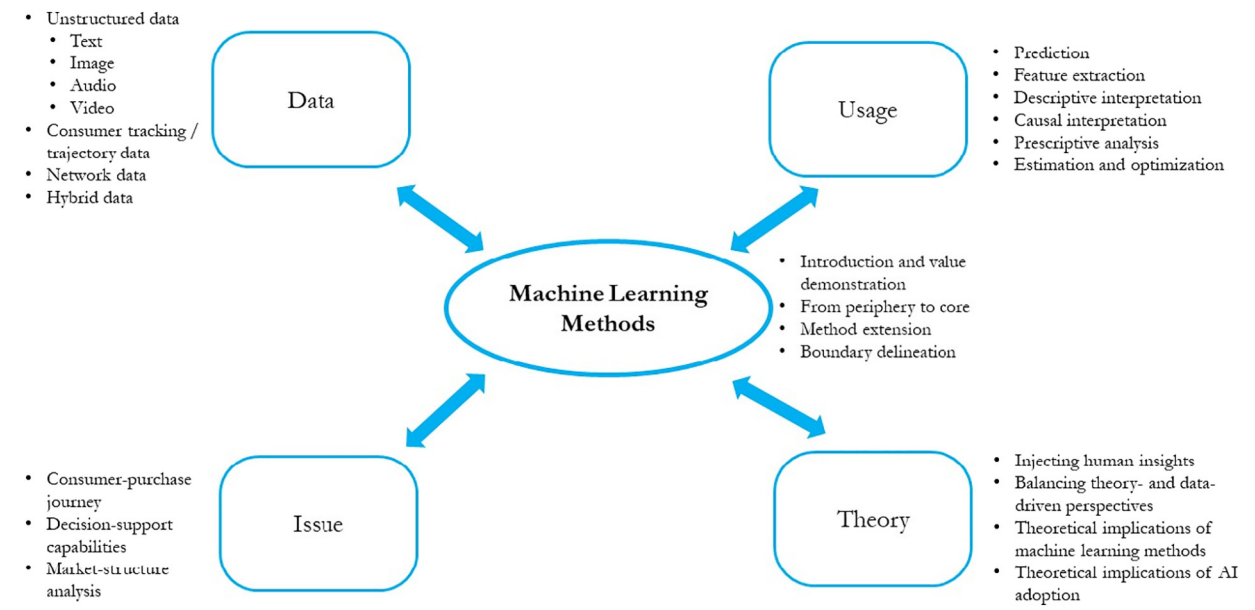 • Unstructured data
• Text
• Image
• Audio
• Video
• Consumer tracking /
trajectory data
• Network data
• Hybrid data
Data
Usage
• Prediction
• Feature extraction
• Descriptive interpretation
• Causal interpretation
• Prescriptive analysis
• Estimation and optimization
Machine Learning
Methods
• Introduction and value
demonstration
• From periphery to core
• Method extension
• Boundary delineation
• Consumer-purchase
journey
• Decision-support
capabilities
• Market-structure
analysis
Issue
Theory
• Injecting human insights
• Balancing theory- and data-
driven perspectives
• Theoretical implications of
machine learning methods
• Theoretical implications of AI
adoption